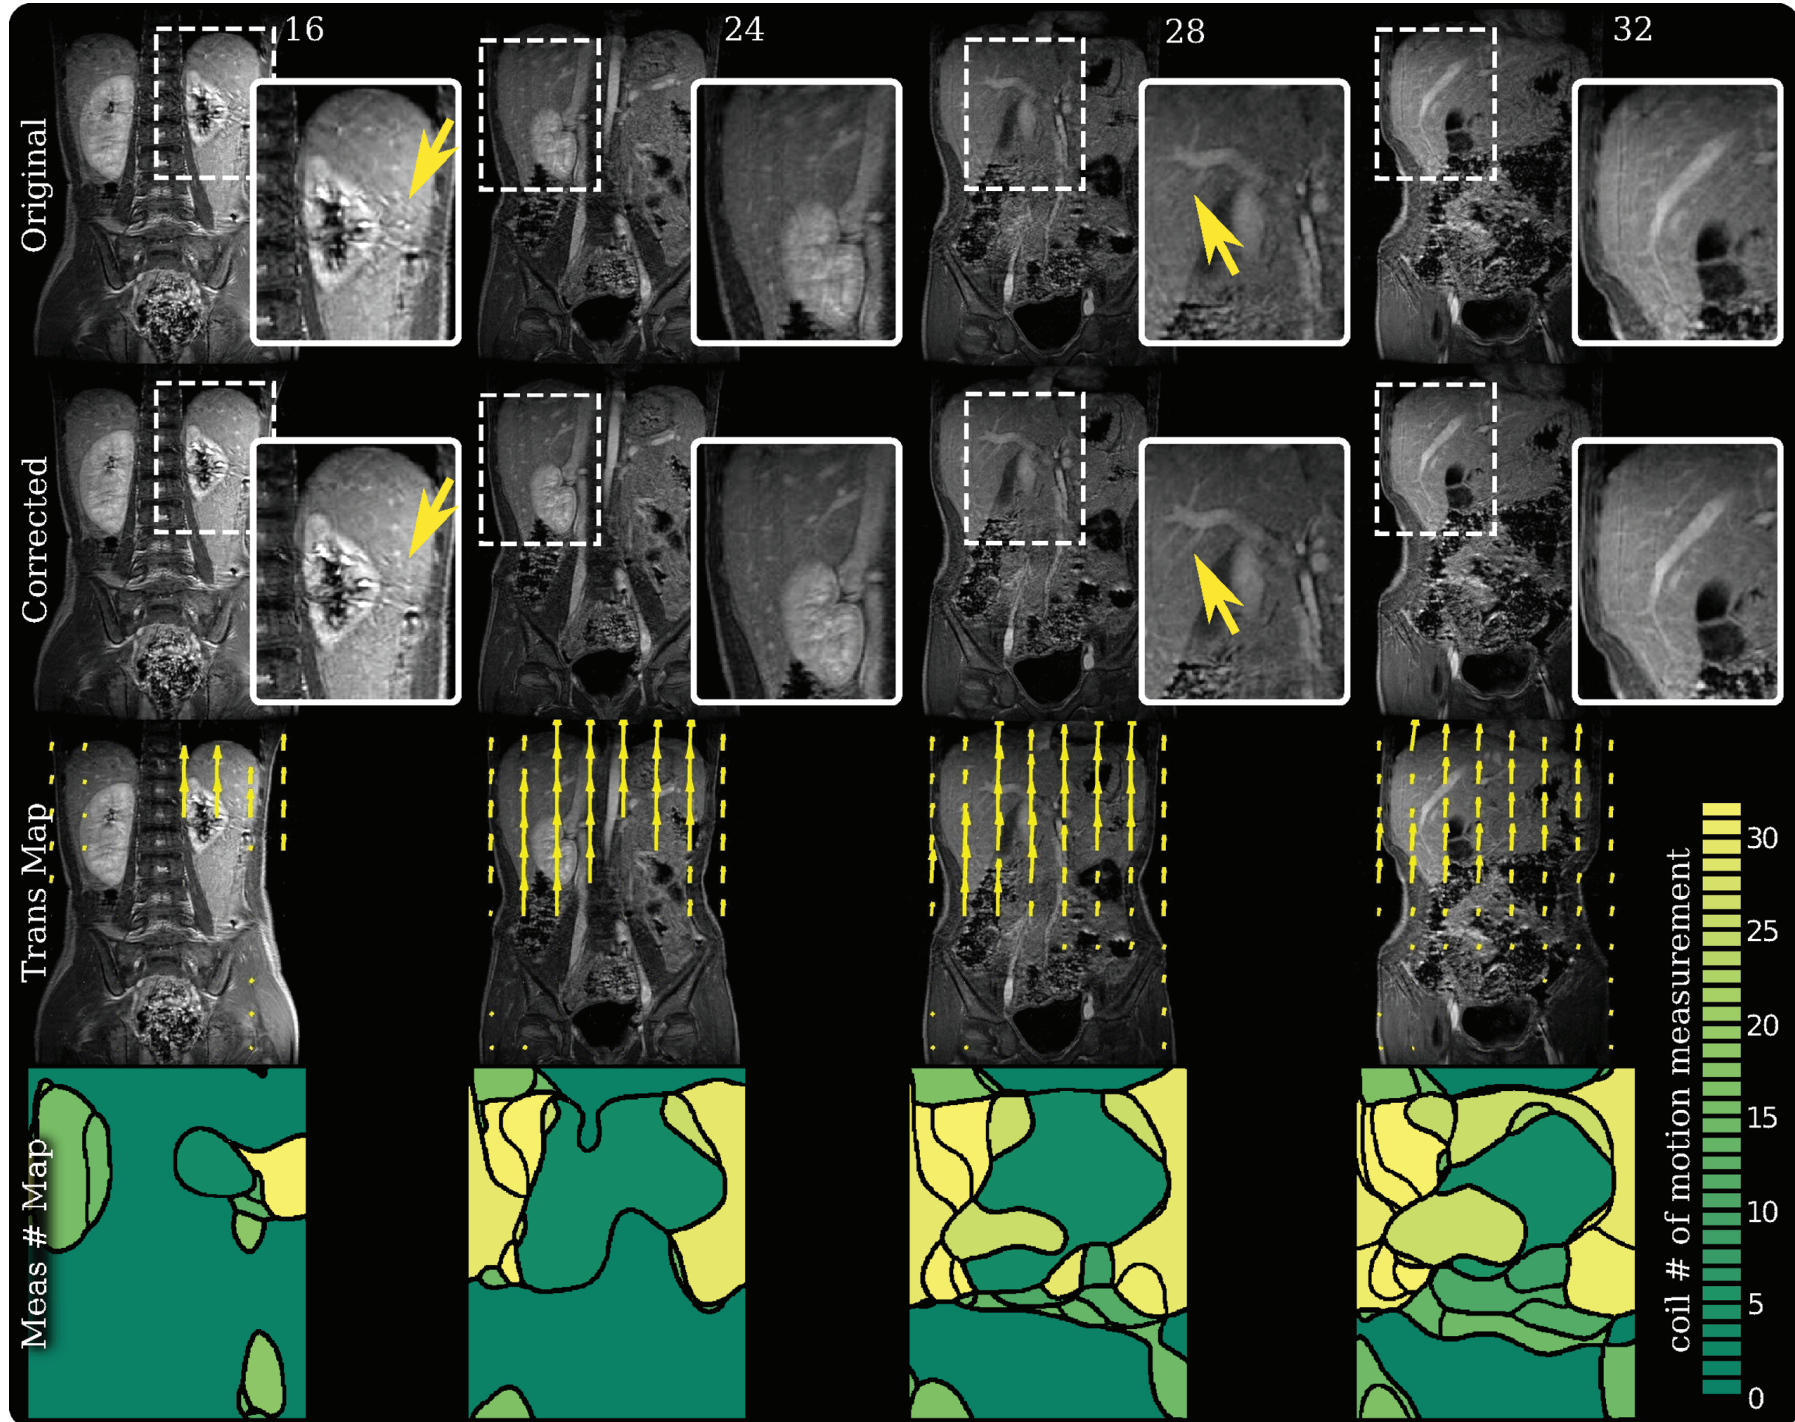 16
24
28
32
Original
Corrected
Trans Map
Meas # Map
coil # of motion measurement
30
25
20
15
10
5
0